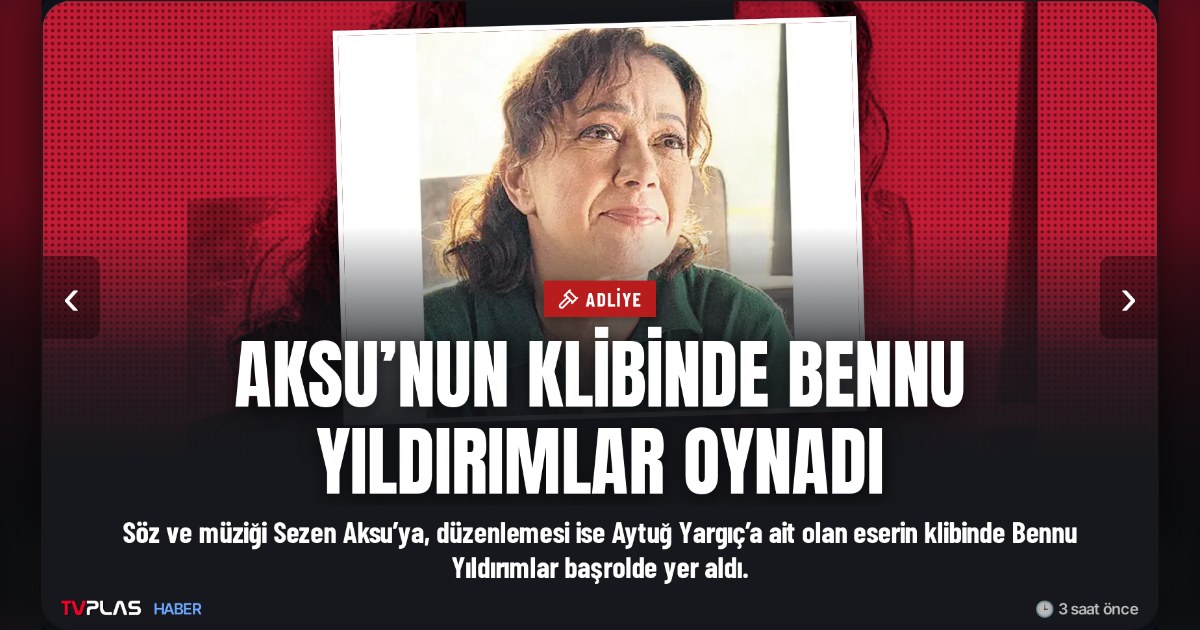 ADLİYE
AKSU’NUN KLİBİNDE BENNU
YILDIRIMLAR OYNADI
Söz ve müziği Sezen Aksu’ya, düzenlemesi ise Aytuğ Yargıç’a ait olan eserin klibinde Bennu
Yıldırımlar başrolde yer aldı.
TVPLAS HABER
3 saat önce